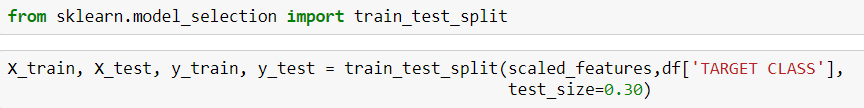 from sklearn.model_selection import train_test_split
X_train, X_test, y_train, y_test = train_test_split(scaled_features,df['TARGET CLASS'],
test_size=0.30)